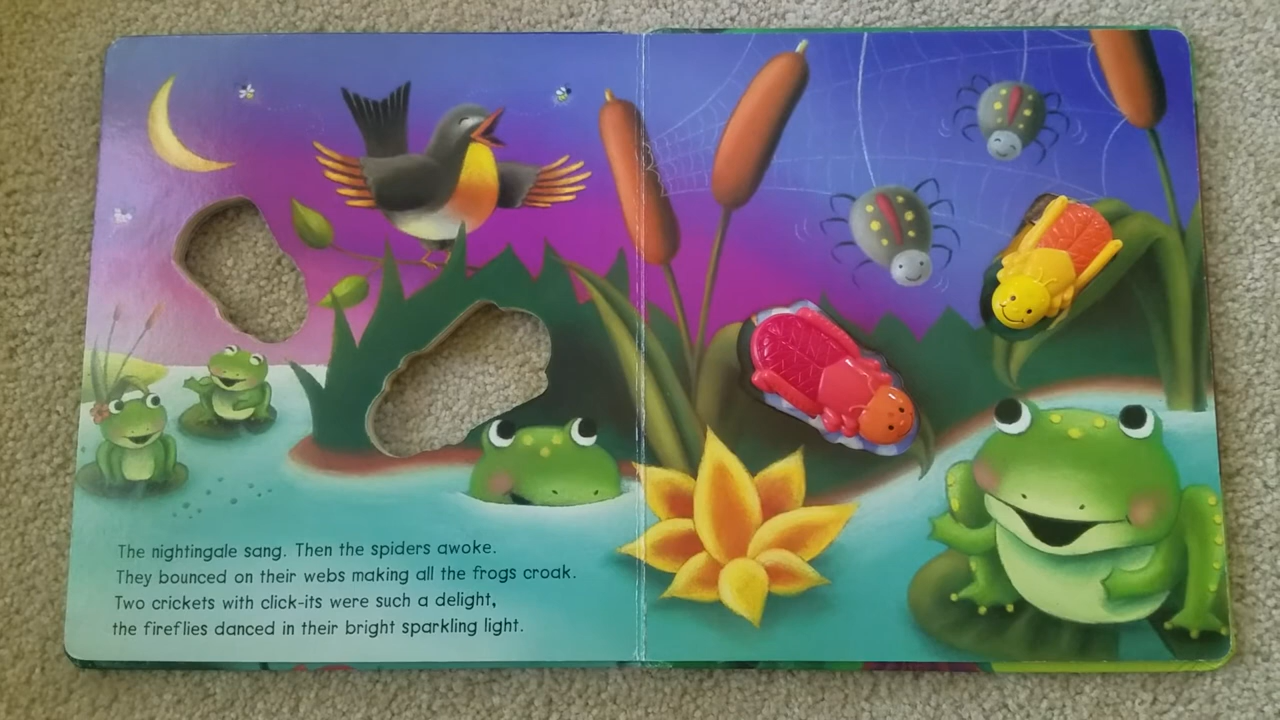 The nightingale sang. Then the spiders awoke.
They bounced on their webs making all the frogs croak.
Two crickets with click-its were such a delight,
the fireflies danced in their bright sparkling light.